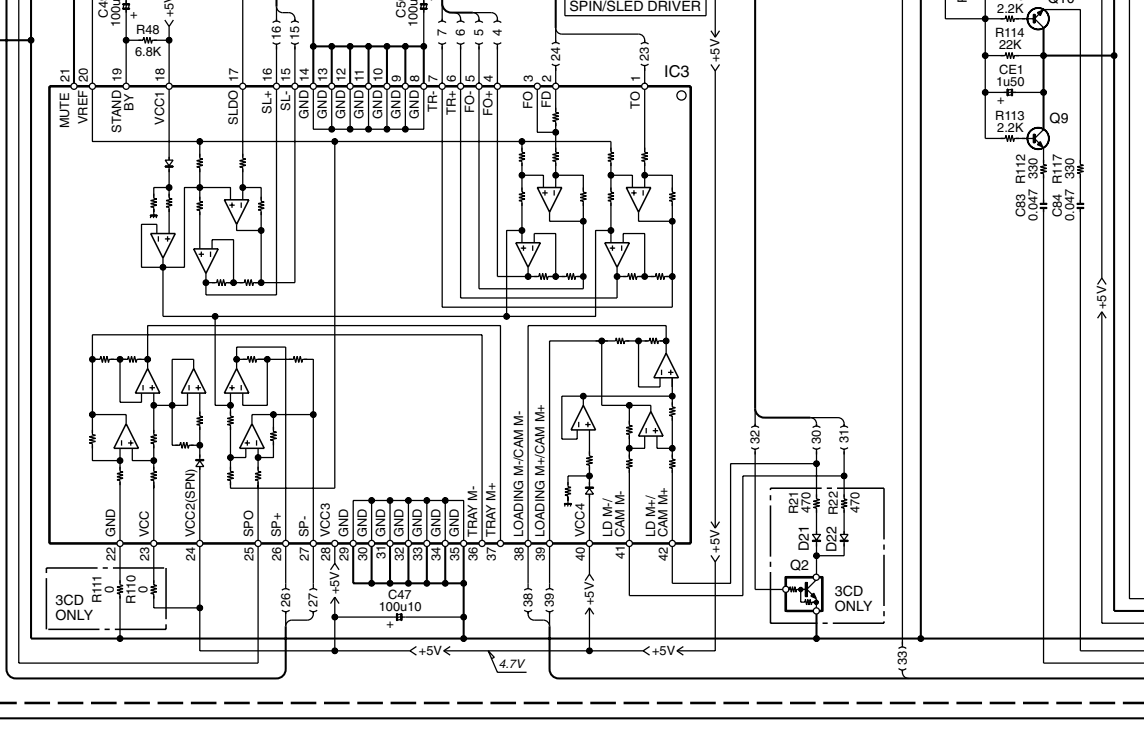 SPIN/SLED DRIVER
100u
+5V
100u
R48
6.8K
16
15
7
6
5
4
24
23
+5V
2.2K
R114
22K
CE1
1u50
+
R113
2.2K
Q9
R112
330
R117
330
C83
0.047
C84
0.047
+5V
IC3
21
20
19
18
17
16
15
14
13
12
11
10
9
8
7
6
5
4
3
2
1
MUTE
VREF
STAND BY
VCC1
SLDO
SL+
SL-
GND
GND
GND
GND
GND
GND
GND
TR-
TR+
FO-
FO+
FO
FD
TO
GND
VCC
VCC2(SPN)
SPO
SP+
SP-
VCC3
GND
GND
GND
GND
GND
GND
GND
TRAY M-
TRAY M+
LOADING M-/CAM M-
LOADING M+/CAM M+
VCC4
LD M-/
CAM M-
LD M+/
CAM M+
22
23
24
25
26
27
28
29
30
31
32
33
34
35
36
37
38
39
40
41
42
3CD
ONLY
R111
0
R110
0
26
27
+5V
C47
100u10
+
38
39
+5V
+5V
+5V
4.7V
+5V
32
30
31
R21
470
R22
470
D21
D22
Q2
3CD
ONLY
33